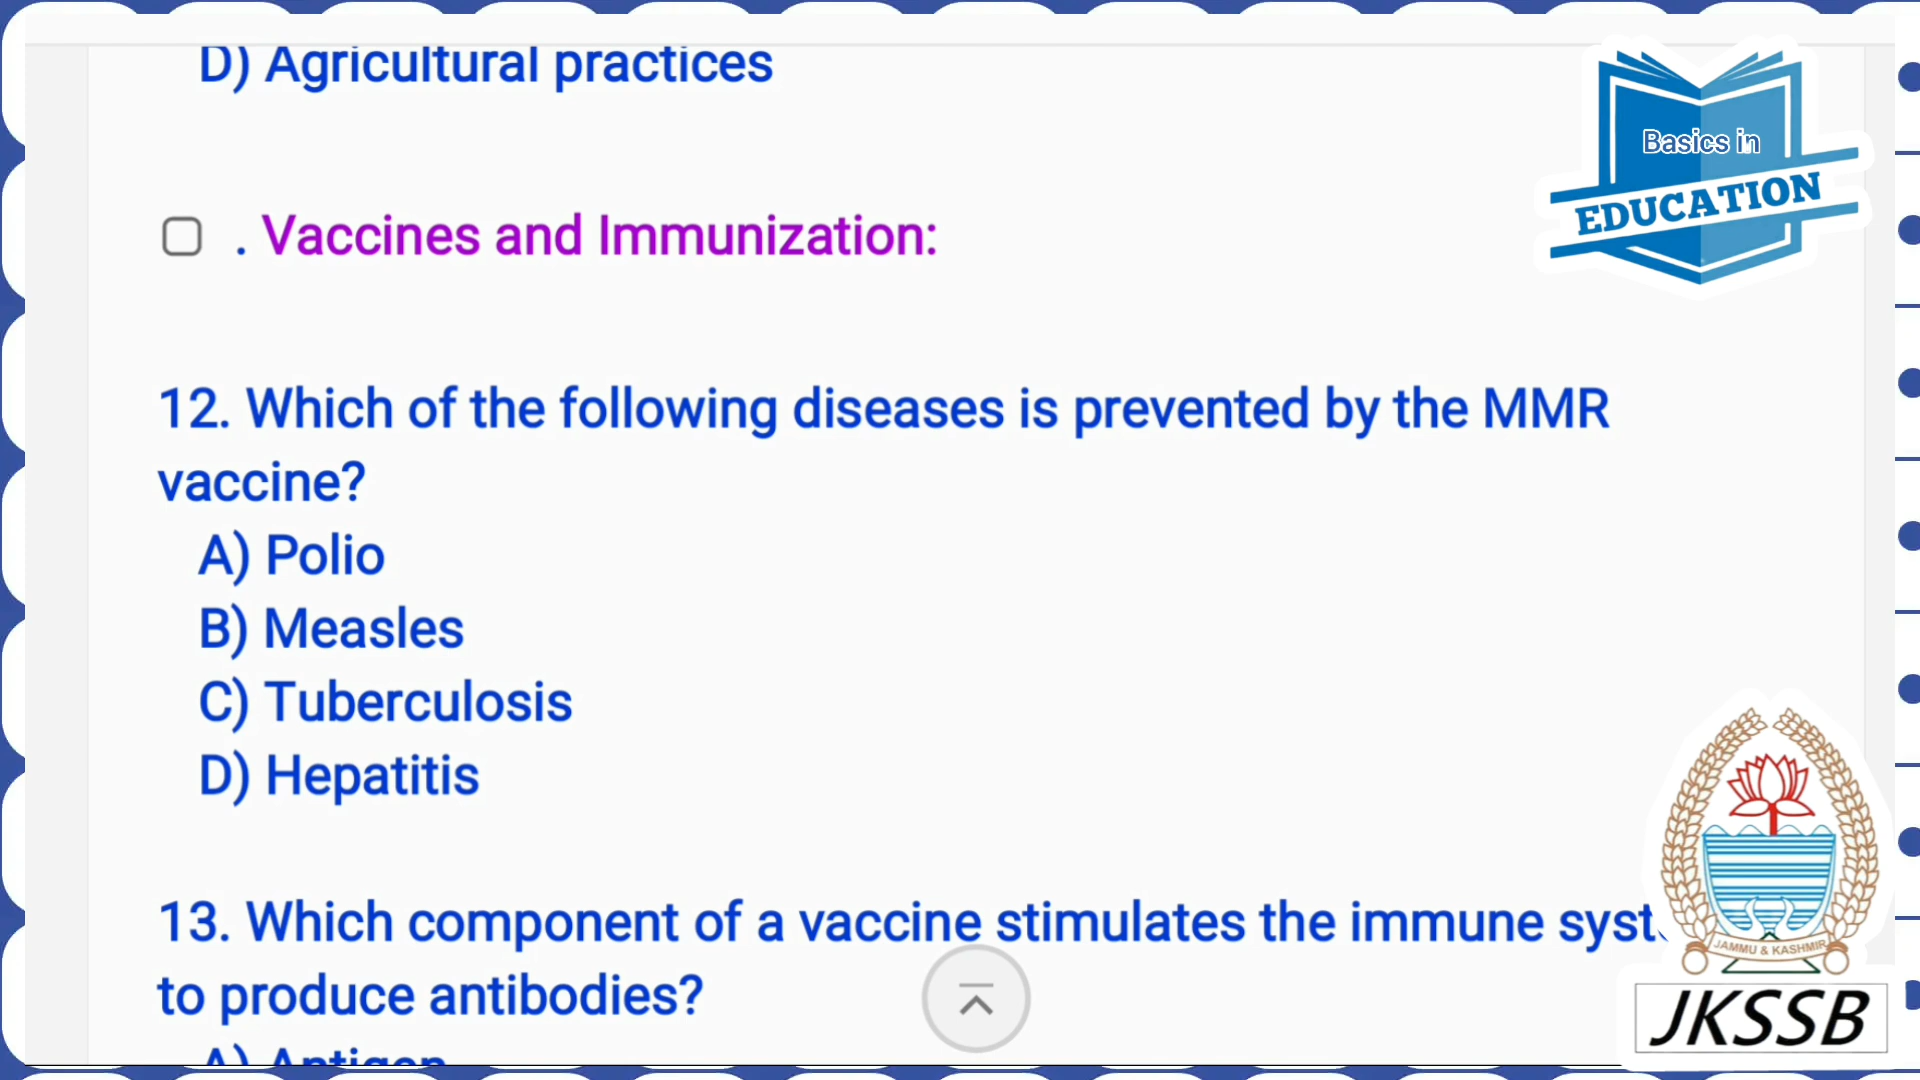 D) Agricultural practices
Basics in
EDUCATION
. Vaccines and Immunization:
12. Which of the following diseases is prevented by the MMR
vaccine?
A) Polio
B) Measles
C) Tuberculosis
D) Hepatitis
13. Which component of a vaccine stimulates the immune syst
to produce antibodies?
A) Antigen
JAMMU & KASHMIR
JKSSB